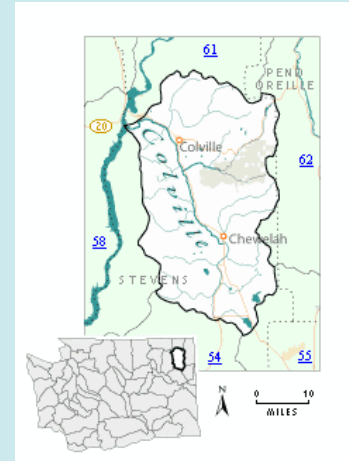 61
PEND
OREILLE
20
Colville
Colville
62
58
Chewelah
STEVENS
54
55
N
0 10
MILES